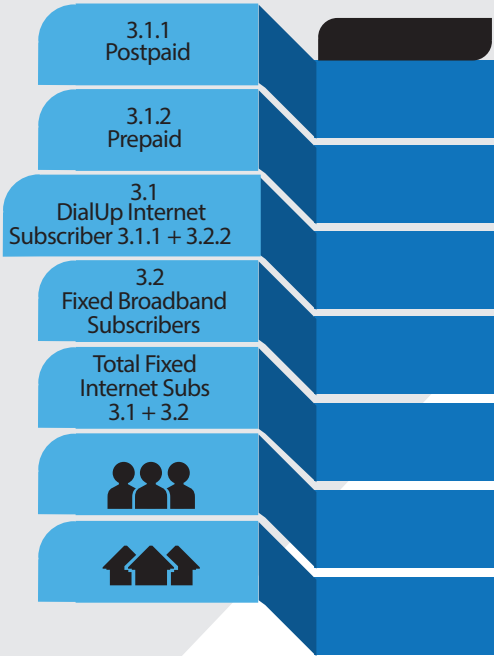 3.1.1
Postpaid
3.1.2
Prepaid
3.1
DialUp Internet
Subscriber 3.1.1 + 3.2.2
3.2
Fixed Broadband
Subscribers
Total Fixed
Internet Subs
3.1 + 3.2